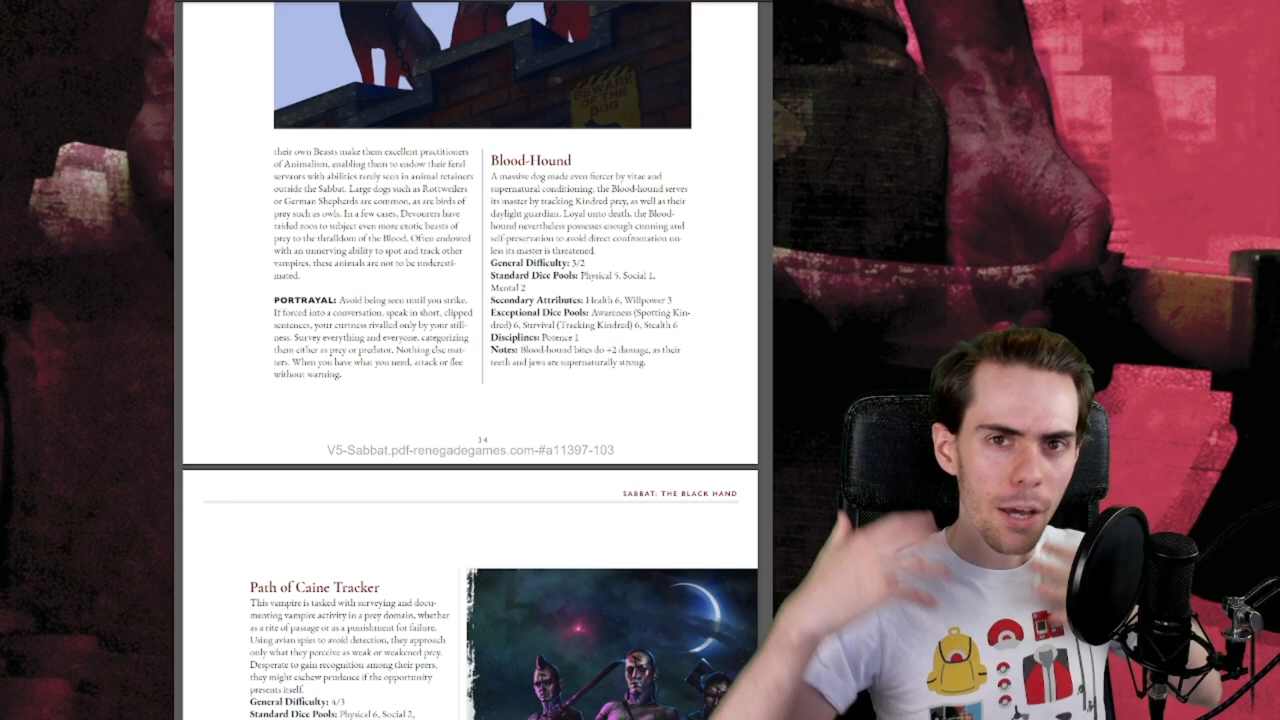 BEWARE
OF THE
DOG
their own Beasts make them excellent practitioners
of Animalism, enabling them to endow their feral
servants with abilities rarely seen in animal retainers
outside the Sabbat. Large dogs such as Rottweilers
or German Shepherds are common, as are birds of
prey such as owls. In a few cases, Devourers have
raided zoos to subject even more exotic beasts of
prey to the thralldom of the Blood. Often endowed
with an unnerving ability to spot and track other
vampires, these animals are not to be underesti-
mated.
PORTRAYAL: Avoid being seen until you strike.
If forced into a conversation, speak in short, clipped
sentences, your curtness rivalled only by your still-
ness. Survey everything and everyone, categorizing
them either as prey or predator. Nothing else mat-
ters. When you have what you need, attack or flee
without warning.
Blood-Hound
A massive dog made even fiercer by vitae and
supernatural conditioning, the Blood-hound serves
its master by tracking Kindred prey, as well as their
daylight guardian. Loyal unto death, the Blood-
hound nevertheless possesses enough cunning and
self-preservation to avoid direct confrontation un-
less its master is threatened.
General Difficulty: 3/2
Standard Dice Pools: Physical 5, Social 1,
Mental 2
Secondary Attributes: Health 6, Willpower 3
Exceptional Dice Pools: Awareness (Spotting Kin-
dred) 6, Survival (Tracking Kindred) 6, Stealth 6
Disciplines: Potence 1
Notes: Blood-hound bites do +2 damage, as their
teeth and jaws are supernaturally strong.
34
V5-Sabbat.pdf-renegadegames.com-#a11397-103
SABBAT: THE BLACK HAND
Path of Caine Tracker
This vampire is tasked with surveying and docu-
menting vampire activity in a prey domain, whether
as a rite of passage or as a punishment for failure.
Using avian spies to avoid detection, they approach
only what they perceive as weak or weakened prey.
Desperate to gain recognition among their peers,
they might eschew prudence if the opportunity
presents itself.
General Difficulty: 4/3
Standard Dice Pools: Physical 6, Social 2,